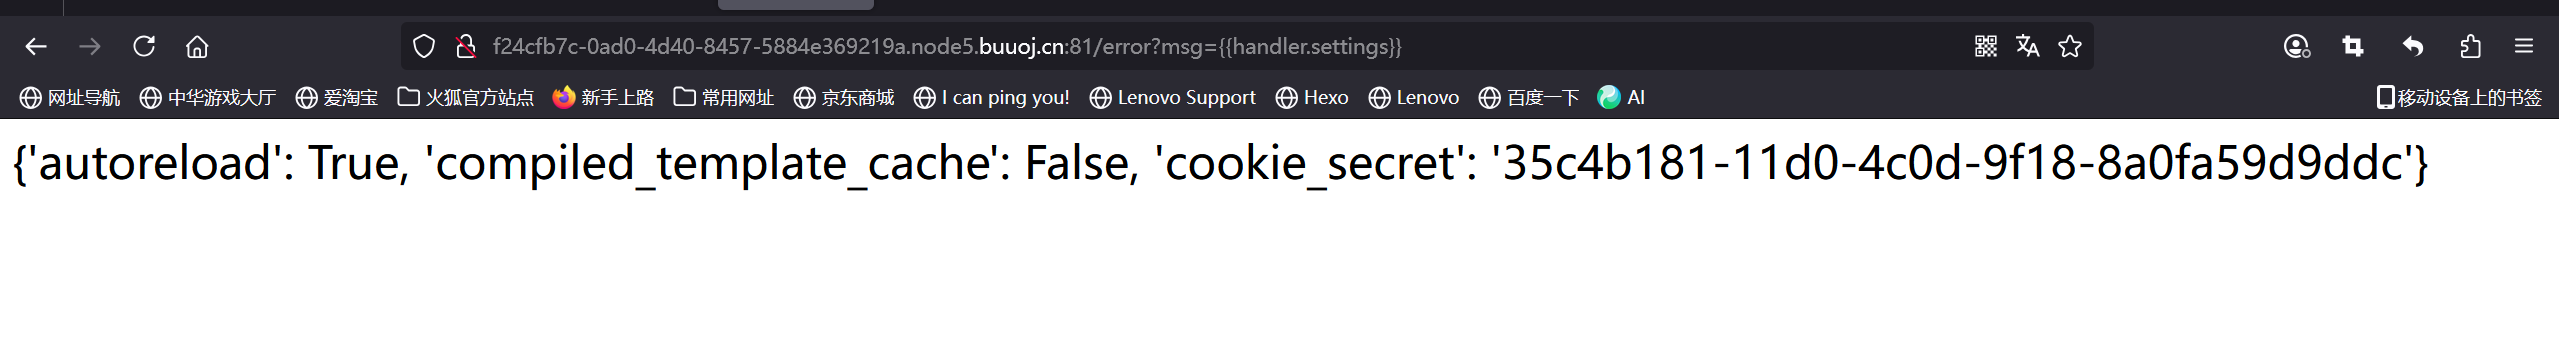 f24cfb7c-0ad0-4d40-8457-5884e369219a.node5.buuoj.cn:81/error?msg={{handler.settings}}
网址导航 中华游戏大厅 爱淘宝 火狐官方站点 新手上路 常用网址 京东商城 I can ping you! Lenovo Support Hexo Lenovo 百度一下 AI 移动设备上的书签
{'autoreload': True, 'compiled_template_cache': False, 'cookie_secret': '35c4b181-11d0-4c0d-9f18-8a0fa59d9ddc'}